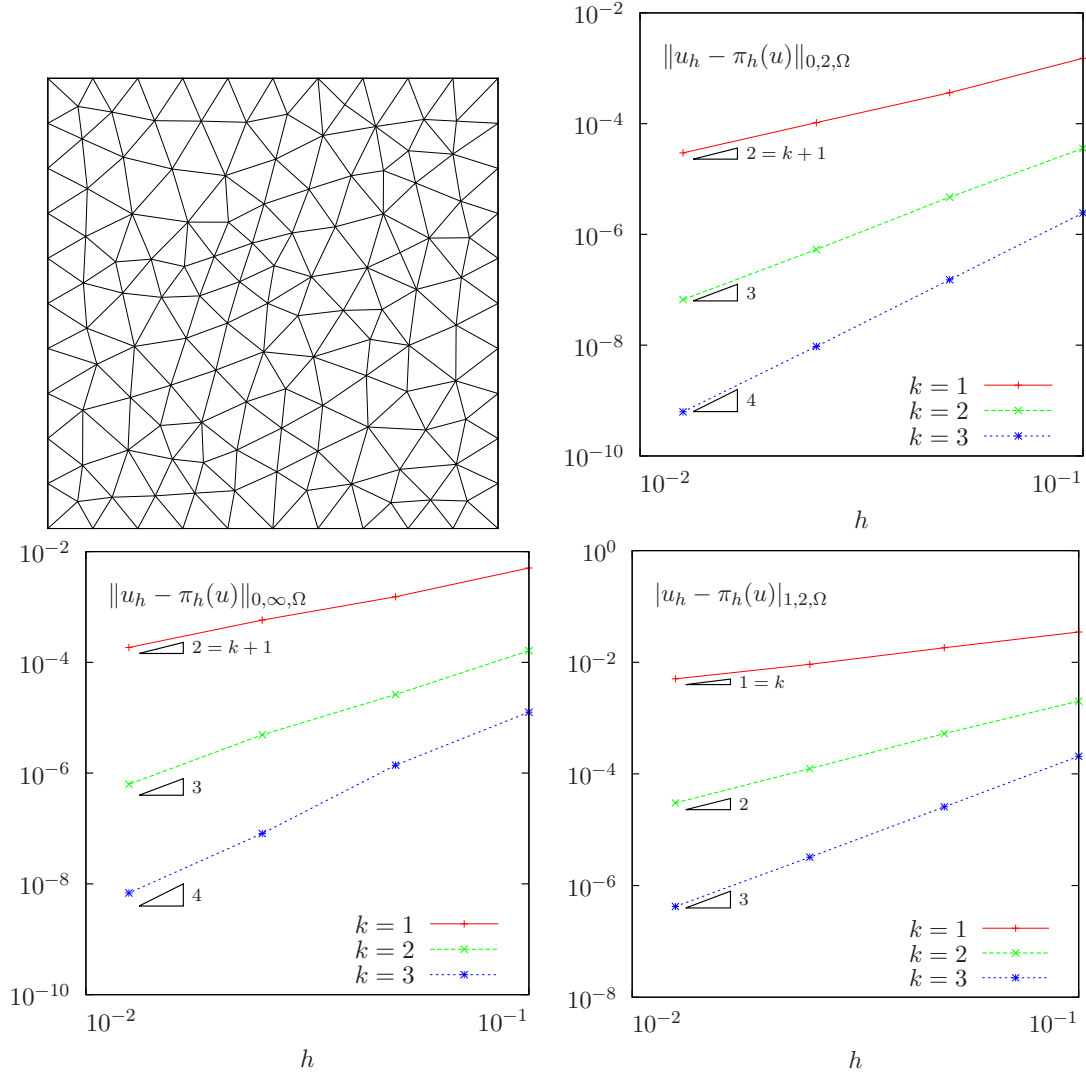 10⁻²
‖u_h − π_h(u)‖_{0,2,Ω}
10⁻⁴
2 = k + 1
10⁻⁶
3
10⁻⁸
4
k = 1
k = 2
k = 3
10⁻¹⁰
10⁻² 10⁻¹
h
10⁻²
‖u_h − π_h(u)‖_{0,∞,Ω}
2 = k + 1
10⁻⁴
10⁻⁶
3
10⁻⁸
4
k = 1
k = 2
k = 3
10⁻¹⁰
10⁻² 10⁻¹
h
10⁰
|u_h − π_h(u)|_{1,2,Ω}
10⁻²
1 = k
10⁻⁴
2
10⁻⁶
3
k = 1
k = 2
k = 3
10⁻⁸
10⁻² 10⁻¹
h